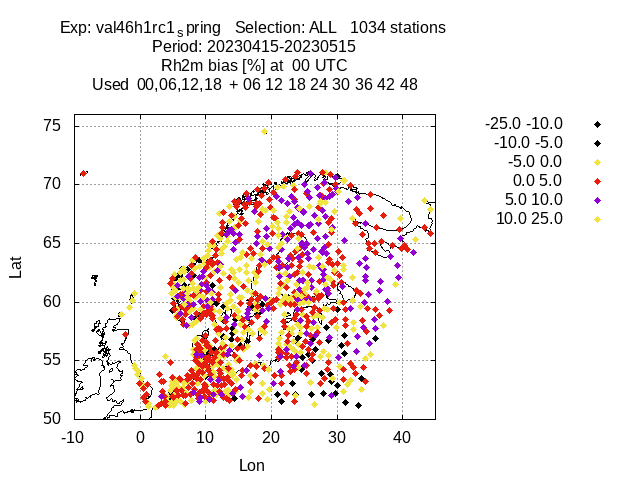 Exp: val46h1rc1spring   Selection: ALL   1034 stations
Period: 20230415-20230515
Rh2m bias [%] at  00 UTC
Used  00,06,12,18  + 06 12 18 24 30 36 42 48
-25.0 -10.0
-10.0 -5.0
-5.0 0.0
0.0 5.0
5.0 10.0
10.0 25.0
75
70
65
60
55
50
Lat
-10 0 10 20 30 40
Lon